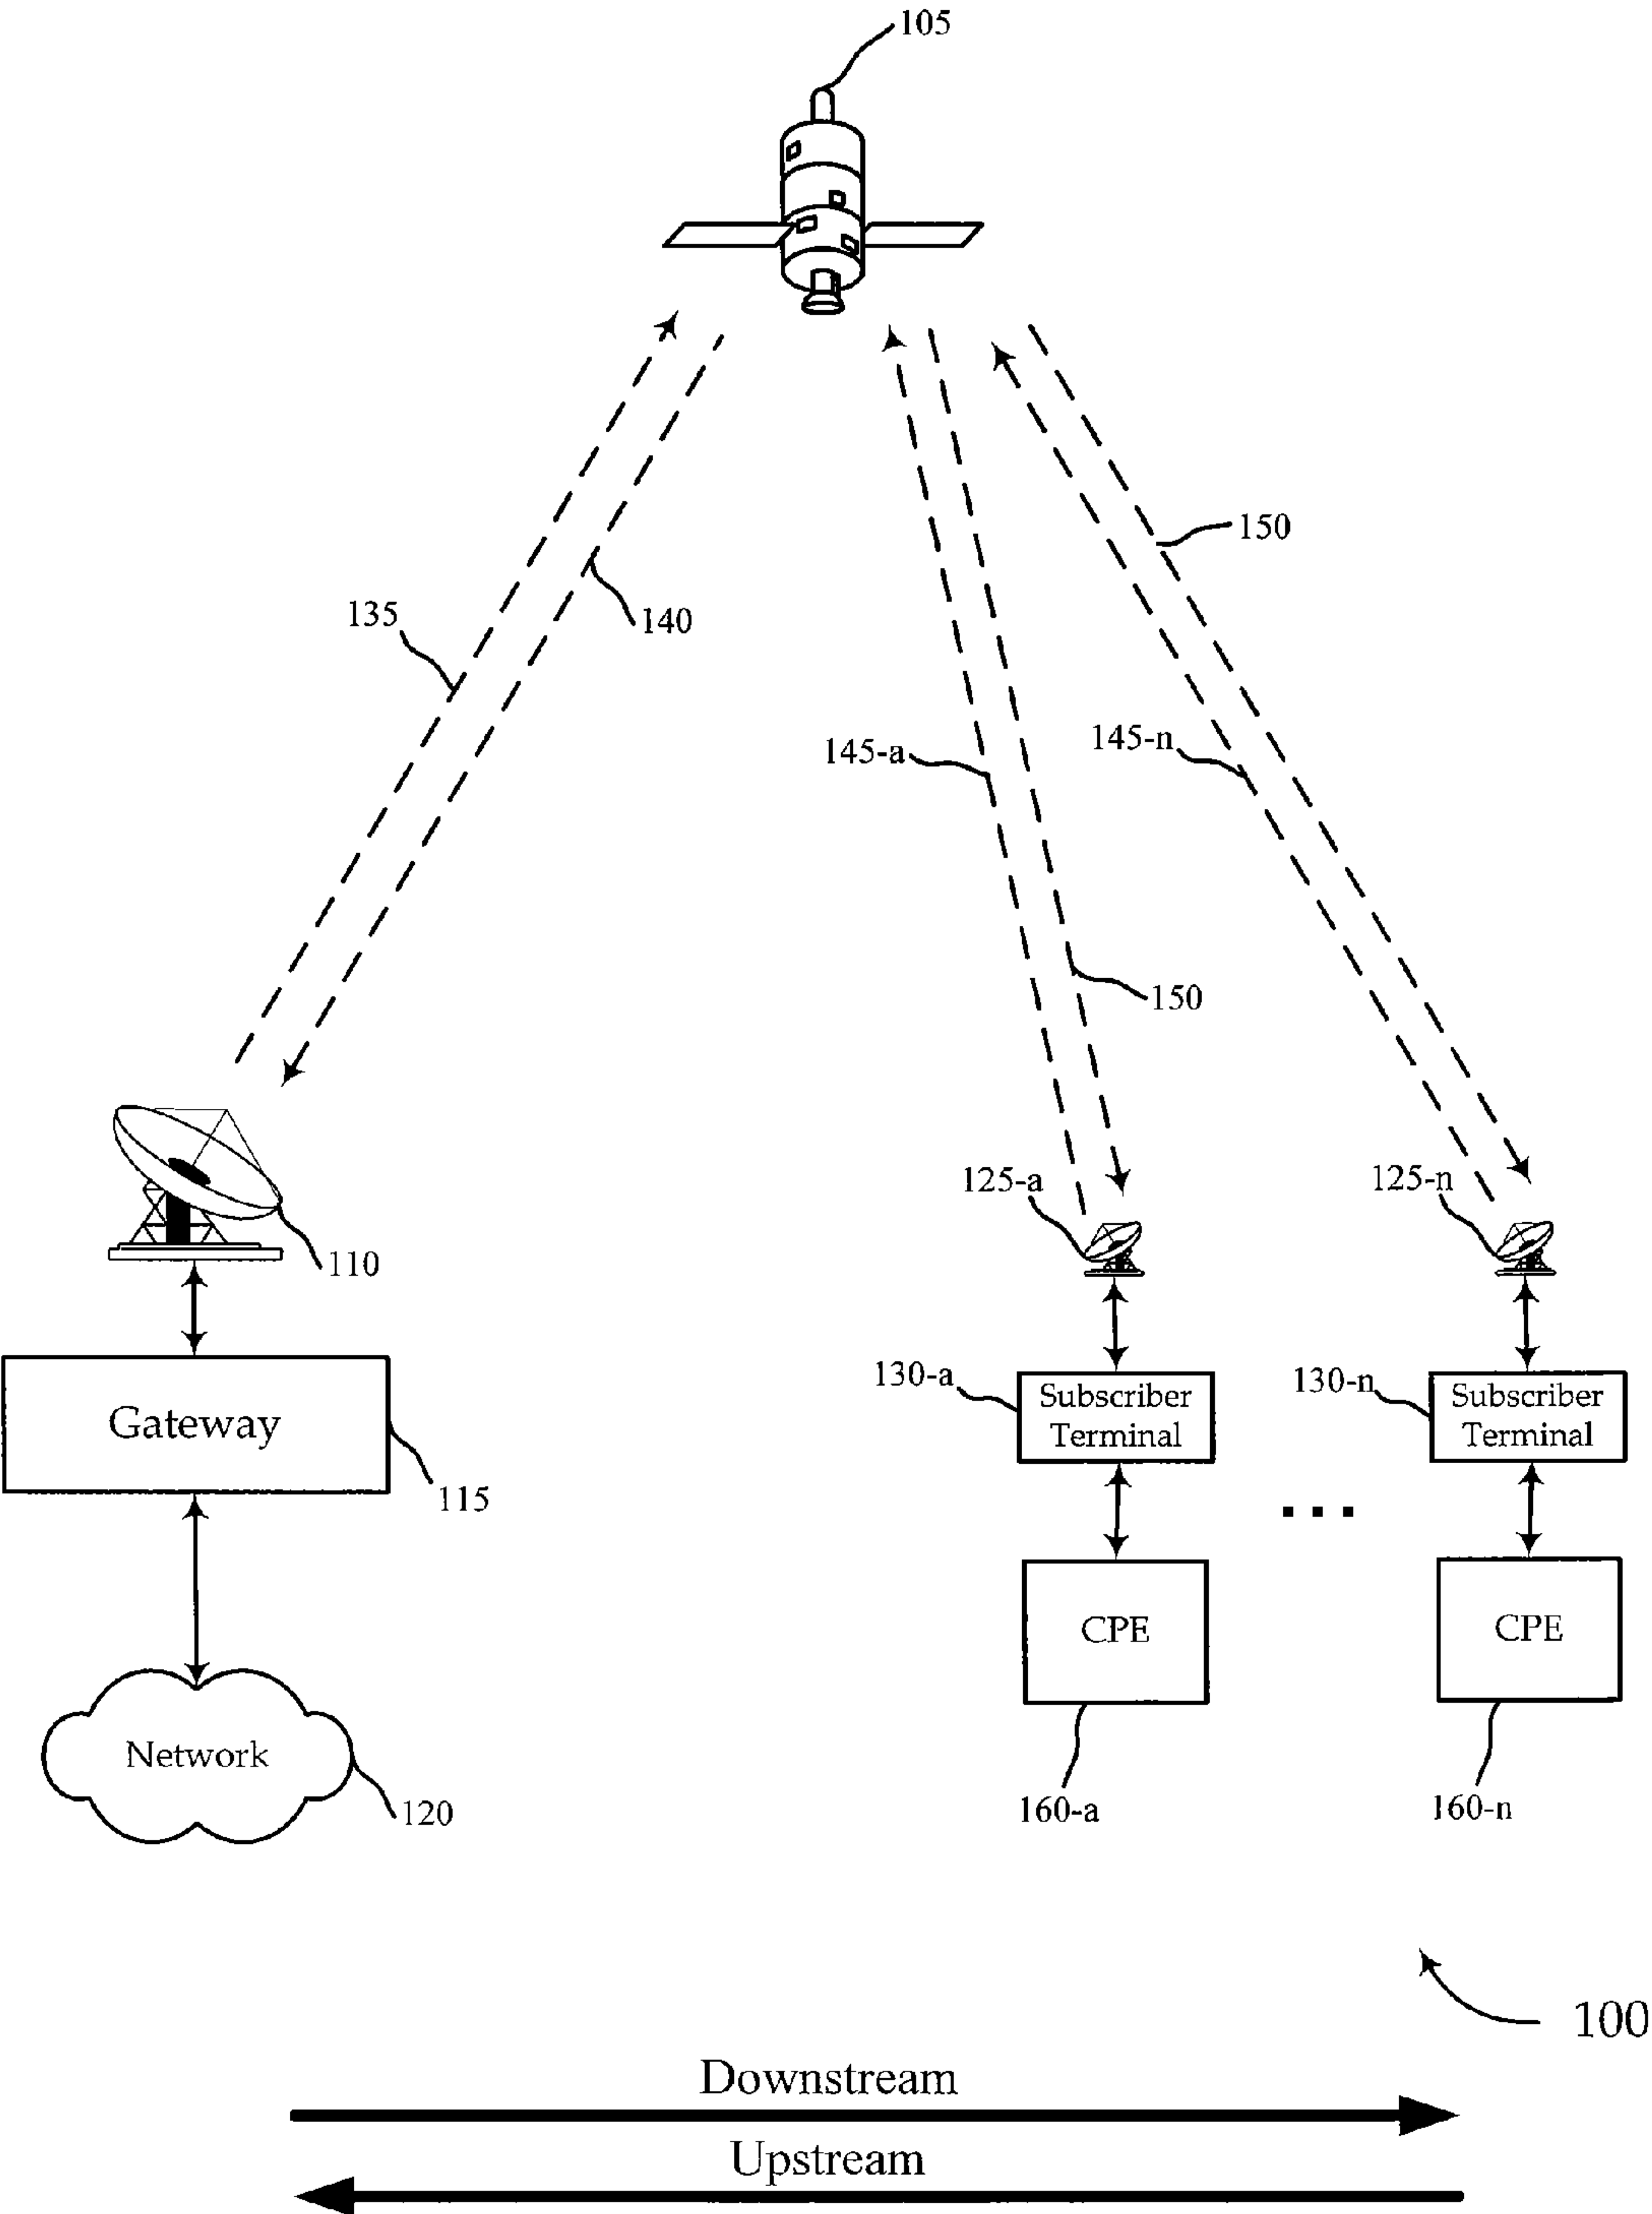 105
150
135
140
145-a
145-n
150
125-a
125-n
110
130-a
Subscriber
Terminal
130-n
Subscriber
Terminal
Gateway
115
CPE
CPE
Network
120
160-a
160-n
100
Downstream
Upstream